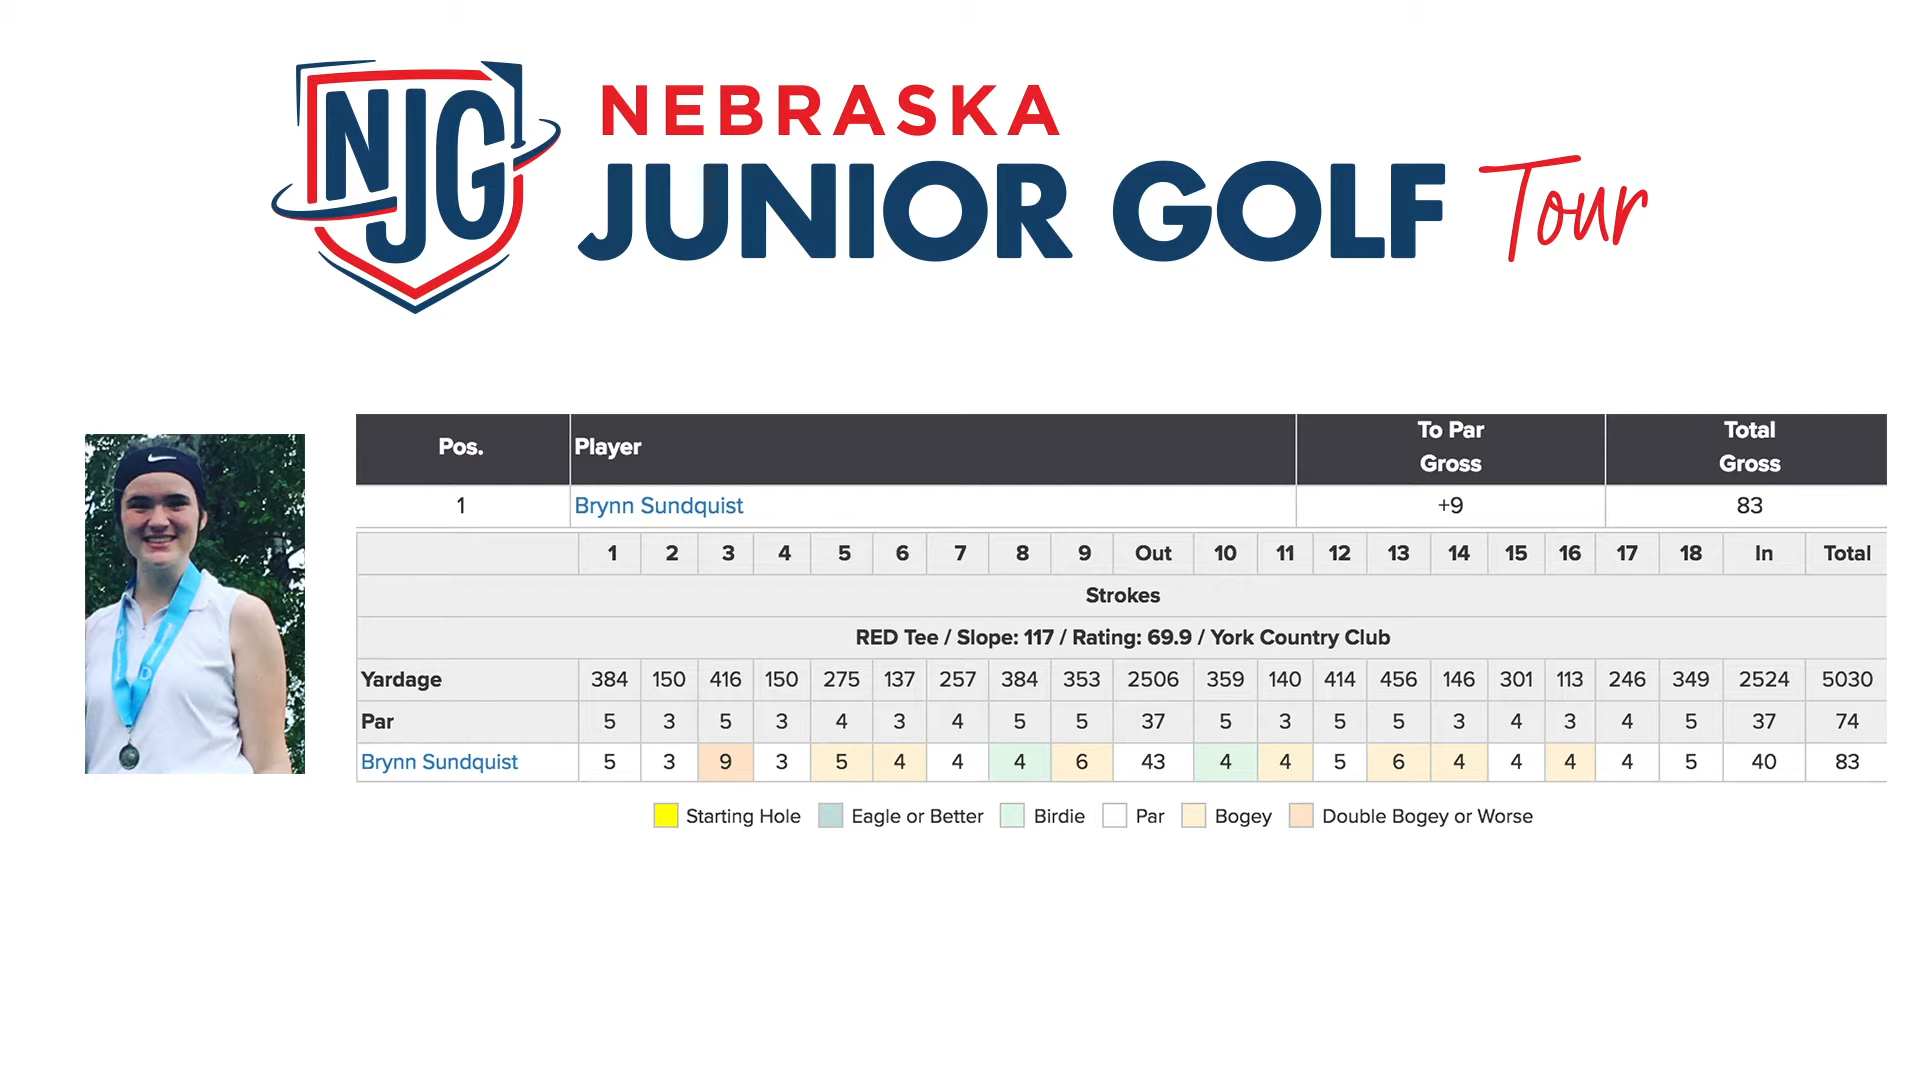 NJG
NEBRASKA
JUNIOR GOLF Tour
Pos. Player To Par Gross Total Gross
1 Brynn Sundquist +9 83
1 2 3 4 5 6 7 8 9 Out 10 11 12 13 14 15 16 17 18 In Total
Strokes
RED Tee / Slope: 117 / Rating: 69.9 / York Country Club
Yardage 384 150 416 150 275 137 257 384 353 2506 359 140 414 456 146 301 113 246 349 2524 5030
Par 5 3 5 3 4 3 4 5 5 37 5 3 5 5 3 4 3 4 5 37 74
Brynn Sundquist 5 3 9 3 5 4 4 4 6 43 4 4 5 6 4 4 4 4 5 40 83
Starting Hole Eagle or Better Birdie Par Bogey Double Bogey or Worse